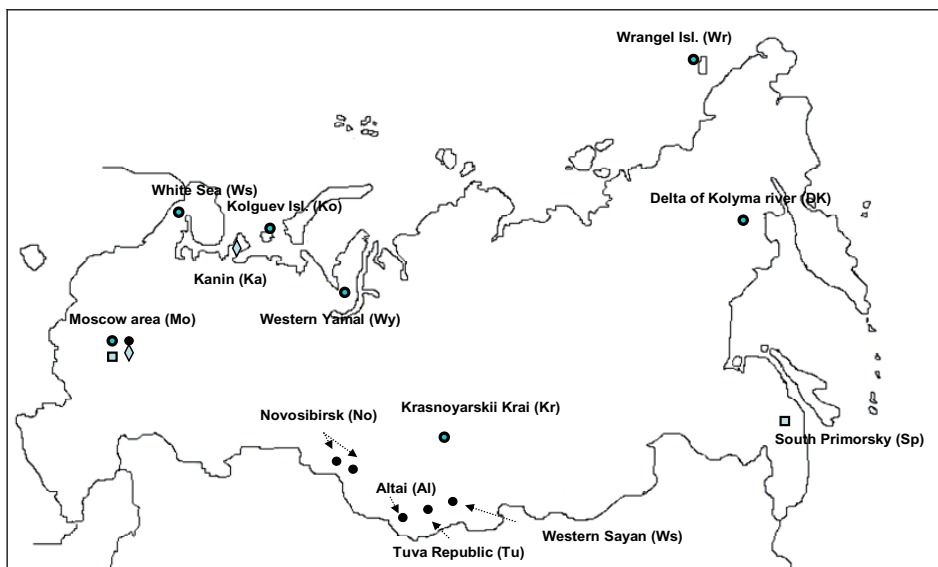 Wrangel Isl. (Wr)
White Sea (Ws)
Kolguev Isl. (Ko)
Delta of Kolyma river (DK)
Kanin (Ka)
Moscow area (Mo)
Western Yamal (Wy)
Novosibirsk (No)
Krasnoyarskii Krai (Kr)
South Primorsky (Sp)
Altai (Al)
Western Sayan (Ws)
Tuva Republic (Tu)